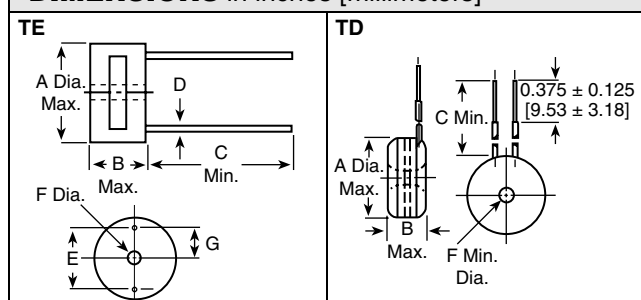 DIMENSIONS in inches [millimeters]
TE
A Dia.
Max.
D
B
Max.
C
Min.
F Dia.
E
G
TD
0.375 ± 0.125
[9.53 ± 3.18]
C Min.
A Dia.
Max.
B
Max.
F Min.
Dia.